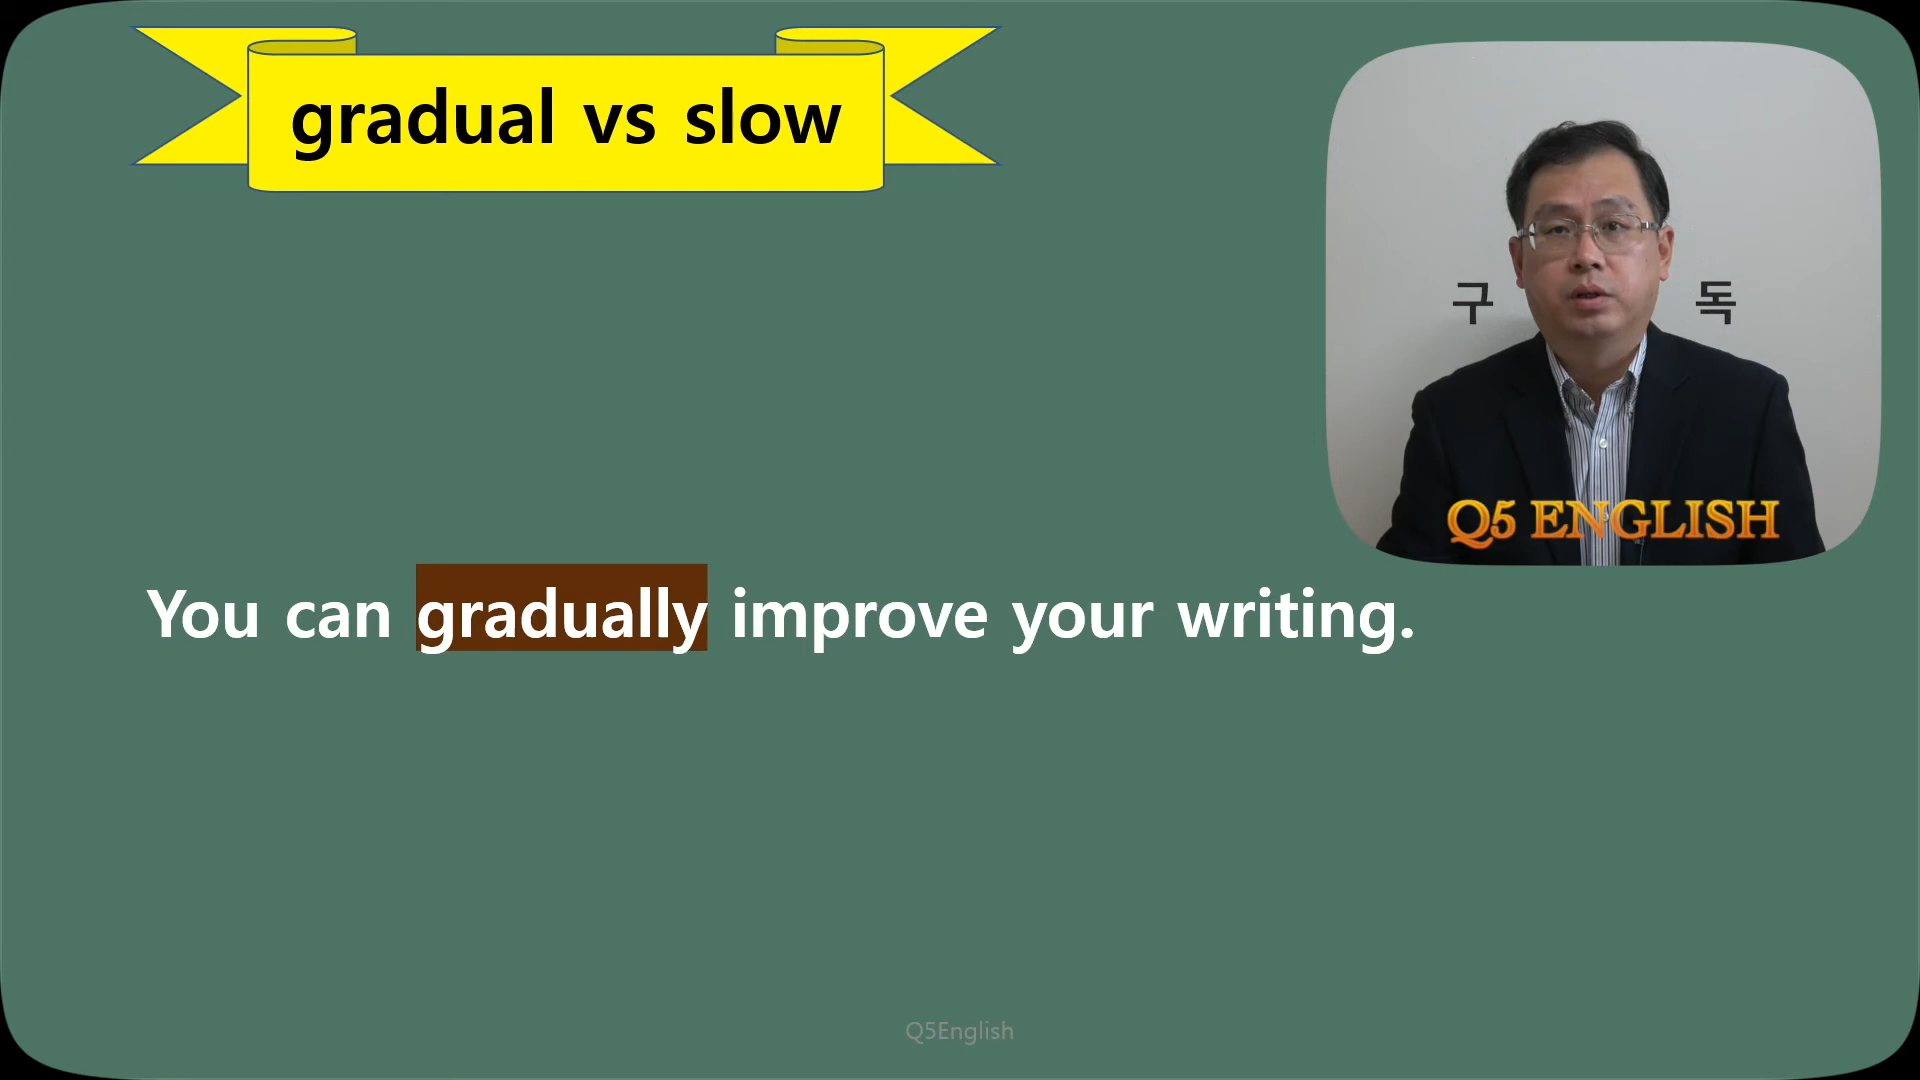 gradual vs slow
구 독
Q5 ENGLISH
You can gradually improve your writing.
Q5English